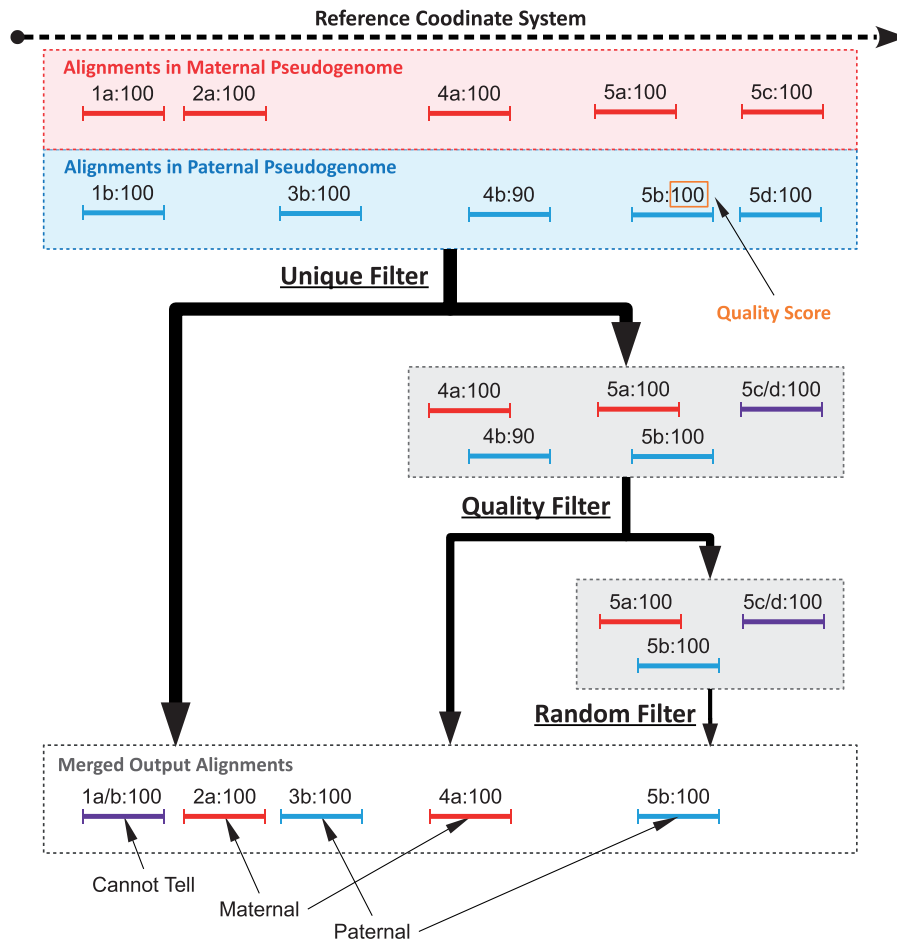 Reference Coodinate System
Alignments in Maternal Pseudogenome
1a:100 2a:100 4a:100 5a:100 5c:100
Alignments in Paternal Pseudogenome
1b:100 3b:100 4b:90 5b:100 5d:100
Unique Filter
Quality Score
4a:100 5a:100 5c/d:100
4b:90 5b:100
Quality Filter
5a:100 5c/d:100
5b:100
Random Filter
Merged Output Alignments
1a/b:100 2a:100 3b:100 4a:100 5b:100
Cannot Tell
Maternal
Paternal